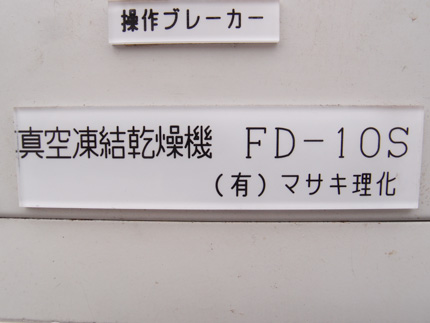 操作ブレーカー
真空凍結乾燥機 FD-10S
(有)マサキ理化